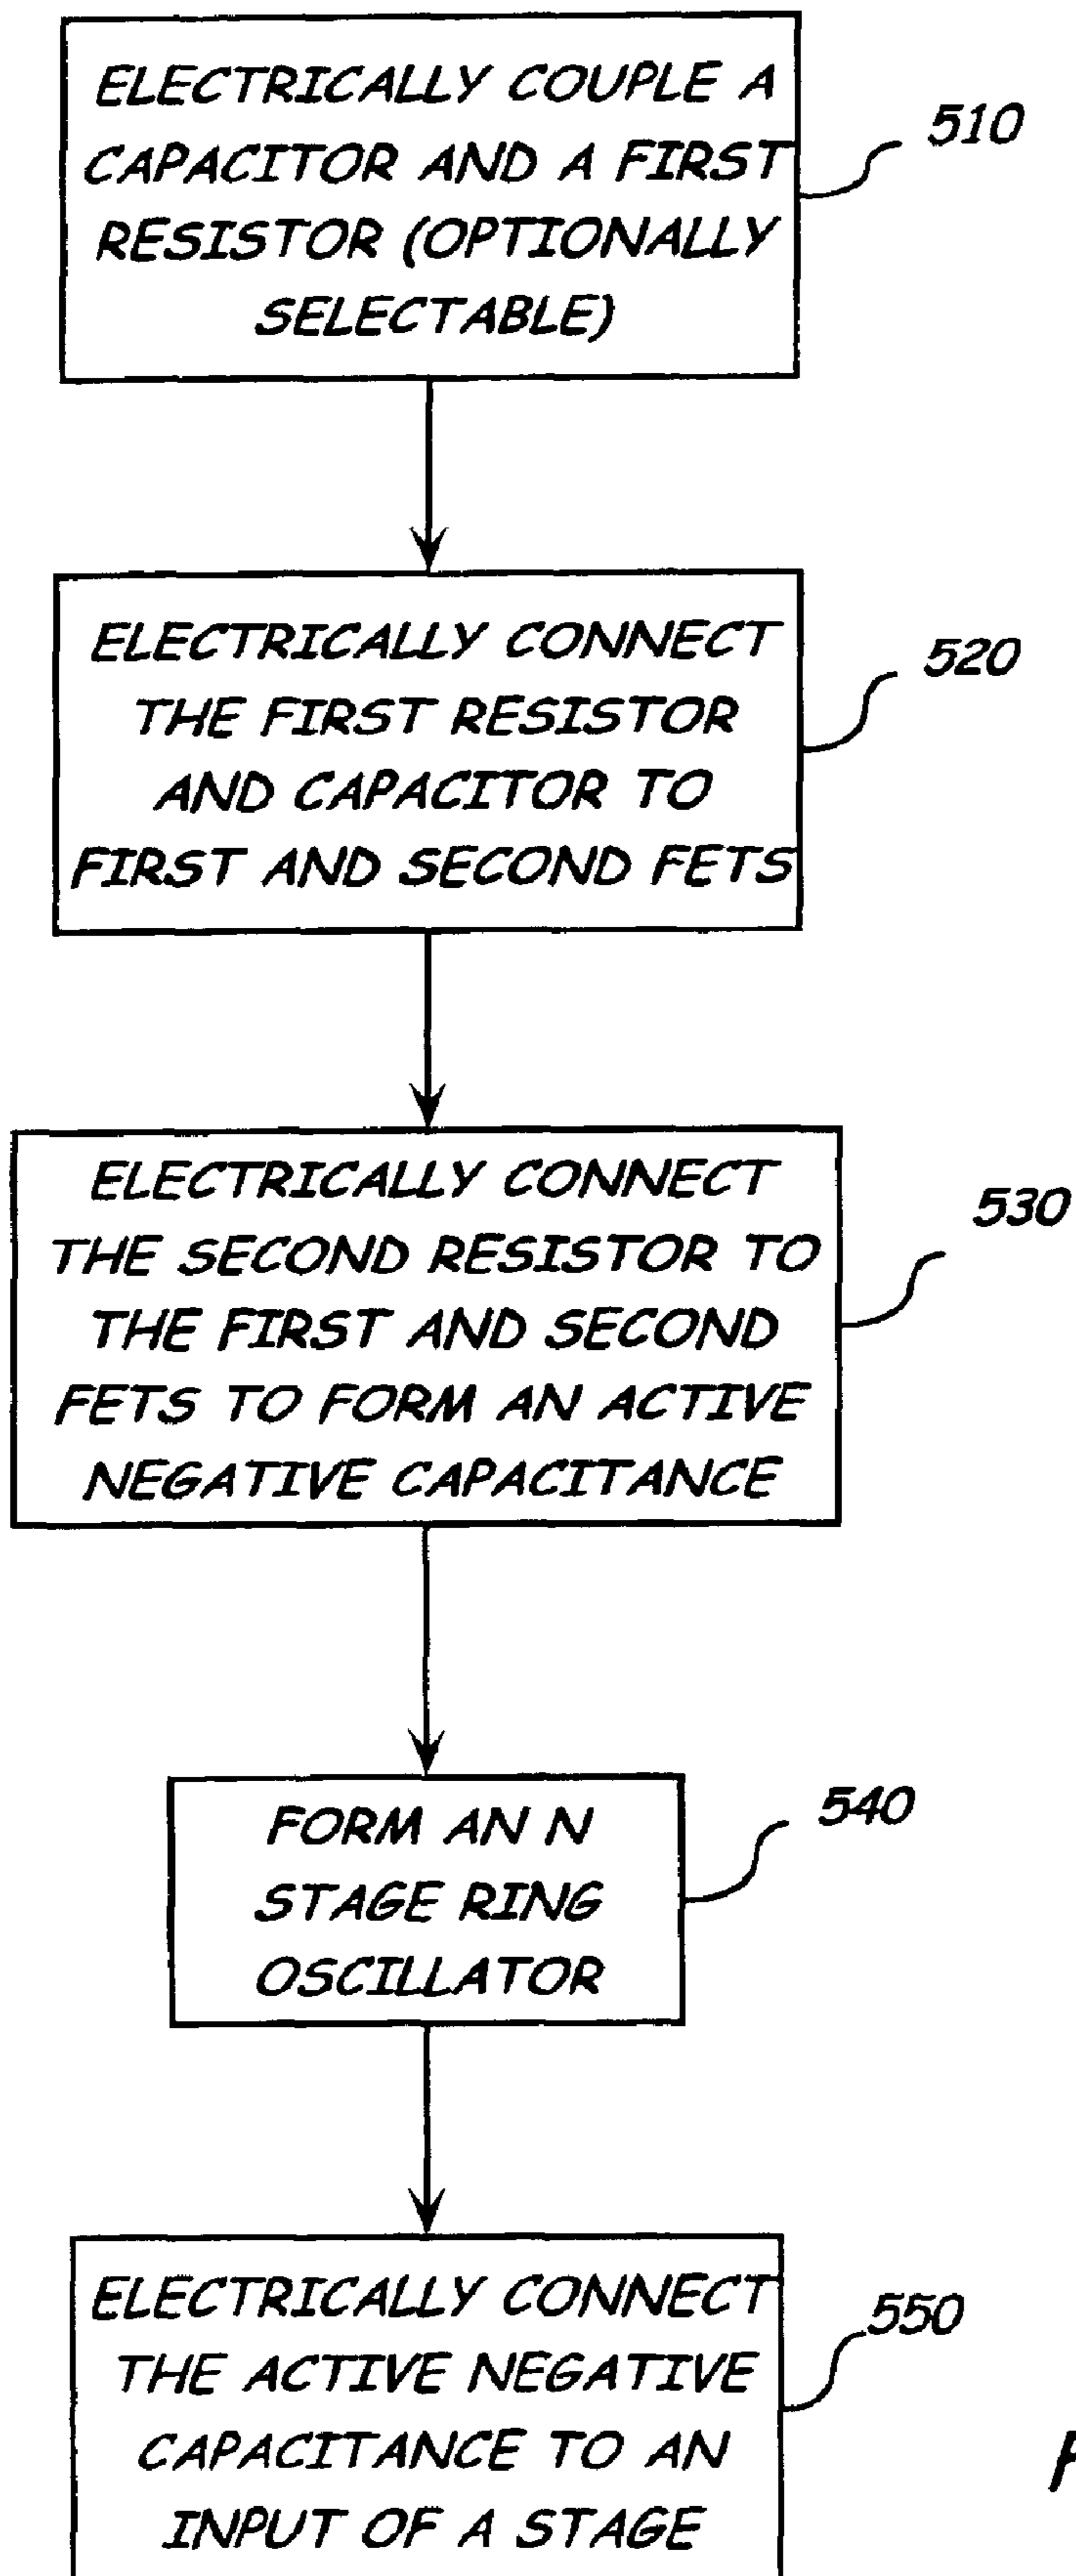 ELECTRICALLY COUPLE A
CAPACITOR AND A FIRST
RESISTOR (OPTIONALLY
SELECTABLE)
510
ELECTRICALLY CONNECT
THE FIRST RESISTOR
AND CAPACITOR TO
FIRST AND SECOND FETS
520
ELECTRICALLY CONNECT
THE SECOND RESISTOR TO
THE FIRST AND SECOND
FETS TO FORM AN ACTIVE
NEGATIVE CAPACITANCE
530
FORM AN N
STAGE RING
OSCILLATOR
540
ELECTRICALLY CONNECT
THE ACTIVE NEGATIVE
CAPACITANCE TO AN
INPUT OF A STAGE
550